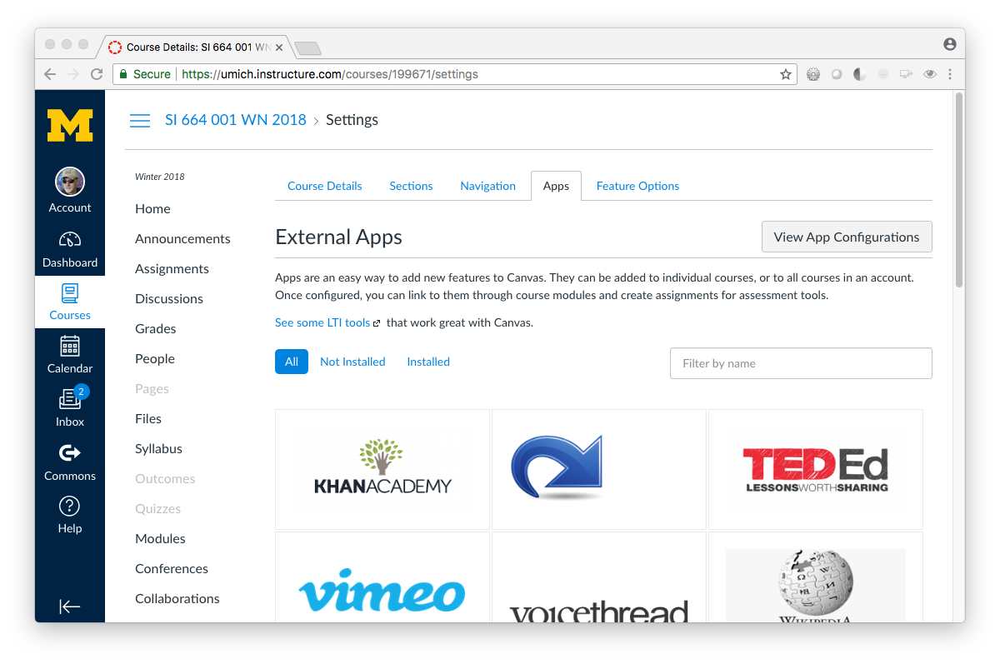 Course Details: SI 664 001 WN
Secure https://umich.instructure.com/courses/199671/settings
M
Account
Dashboard
Courses
Calendar
2
Inbox
Commons
Help
SI 664 001 WN 2018 › Settings
Winter 2018
Home
Announcements
Assignments
Discussions
Grades
People
Pages
Files
Syllabus
Outcomes
Quizzes
Modules
Conferences
Collaborations
Course Details Sections Navigation Apps Feature Options
External Apps
View App Configurations
Apps are an easy way to add new features to Canvas. They can be added to individual courses, or to all courses in an account.
Once configured, you can link to them through course modules and create assignments for assessment tools.
See some LTI tools that work great with Canvas.
All Not Installed Installed
Filter by name
KHANACADEMY
TEDEd
LESSONSWORTHSHARING
vimeo
voicethread
WIKIPEDIA